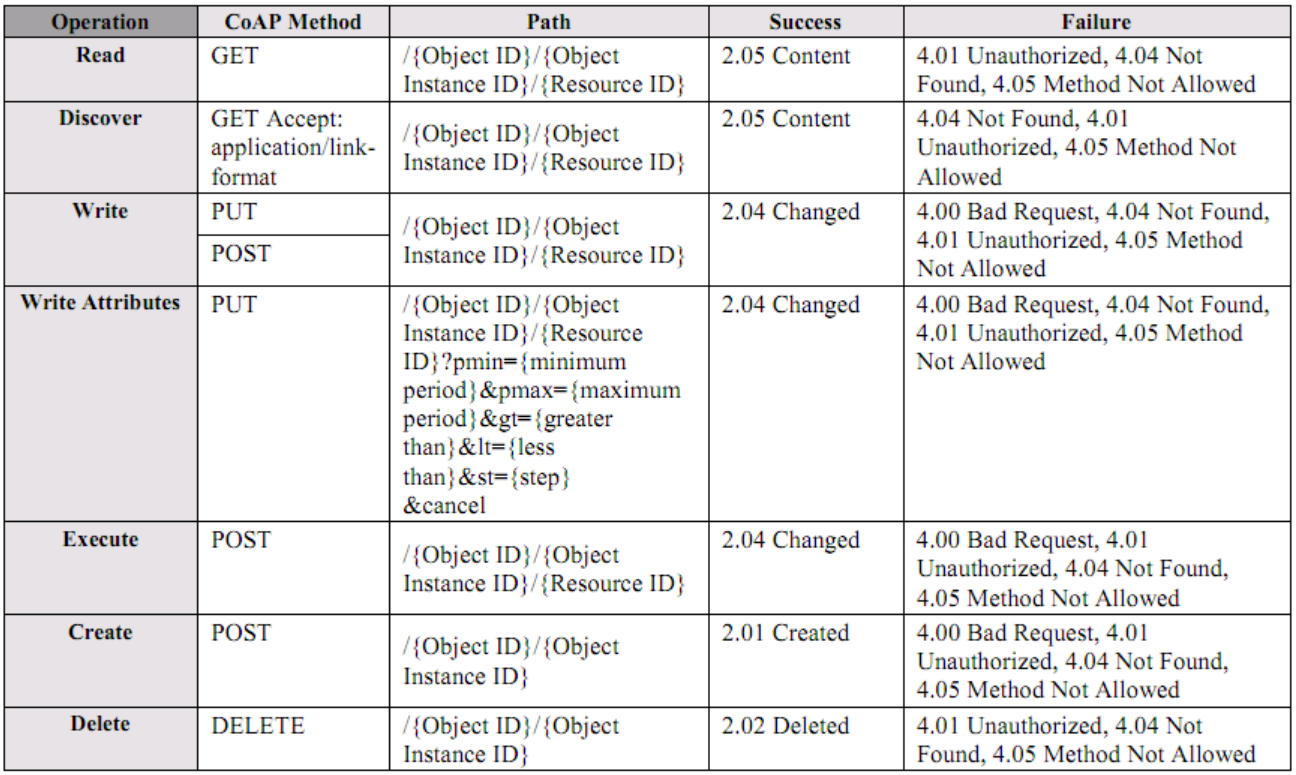 Operation CoAP Method Path Success Failure
Read GET /{Object ID}/{Object 2.05 Content 4.01 Unauthorized, 4.04 Not
Instance ID}/{Resource ID} Found, 4.05 Method Not Allowed
Discover GET Accept: /{Object ID}/{Object 2.05 Content 4.04 Not Found, 4.01
application/link- Instance ID}/{Resource ID} Unauthorized, 4.05 Method Not
format Allowed
Write PUT /{Object ID}/{Object 2.04 Changed 4.00 Bad Request, 4.04 Not Found,
POST Instance ID}/{Resource ID} 4.01 Unauthorized, 4.05 Method
Not Allowed
Write Attributes PUT /{Object ID}/{Object 2.04 Changed 4.00 Bad Request, 4.04 Not Found,
Instance ID}/{Resource 4.01 Unauthorized, 4.05 Method
ID}?pmin={minimum Not Allowed
period}&pmax={maximum
period}&gt={greater
than}&lt={less
than}&st={step}
&cancel
Execute POST /{Object ID}/{Object 2.04 Changed 4.00 Bad Request, 4.01
Instance ID}/{Resource ID} Unauthorized, 4.04 Not Found,
4.05 Method Not Allowed
Create POST /{Object ID}/{Object 2.01 Created 4.00 Bad Request, 4.01
Instance ID} Unauthorized, 4.04 Not Found,
4.05 Method Not Allowed
Delete DELETE /{Object ID}/{Object 2.02 Deleted 4.01 Unauthorized, 4.04 Not
Instance ID} Found, 4.05 Method Not Allowed